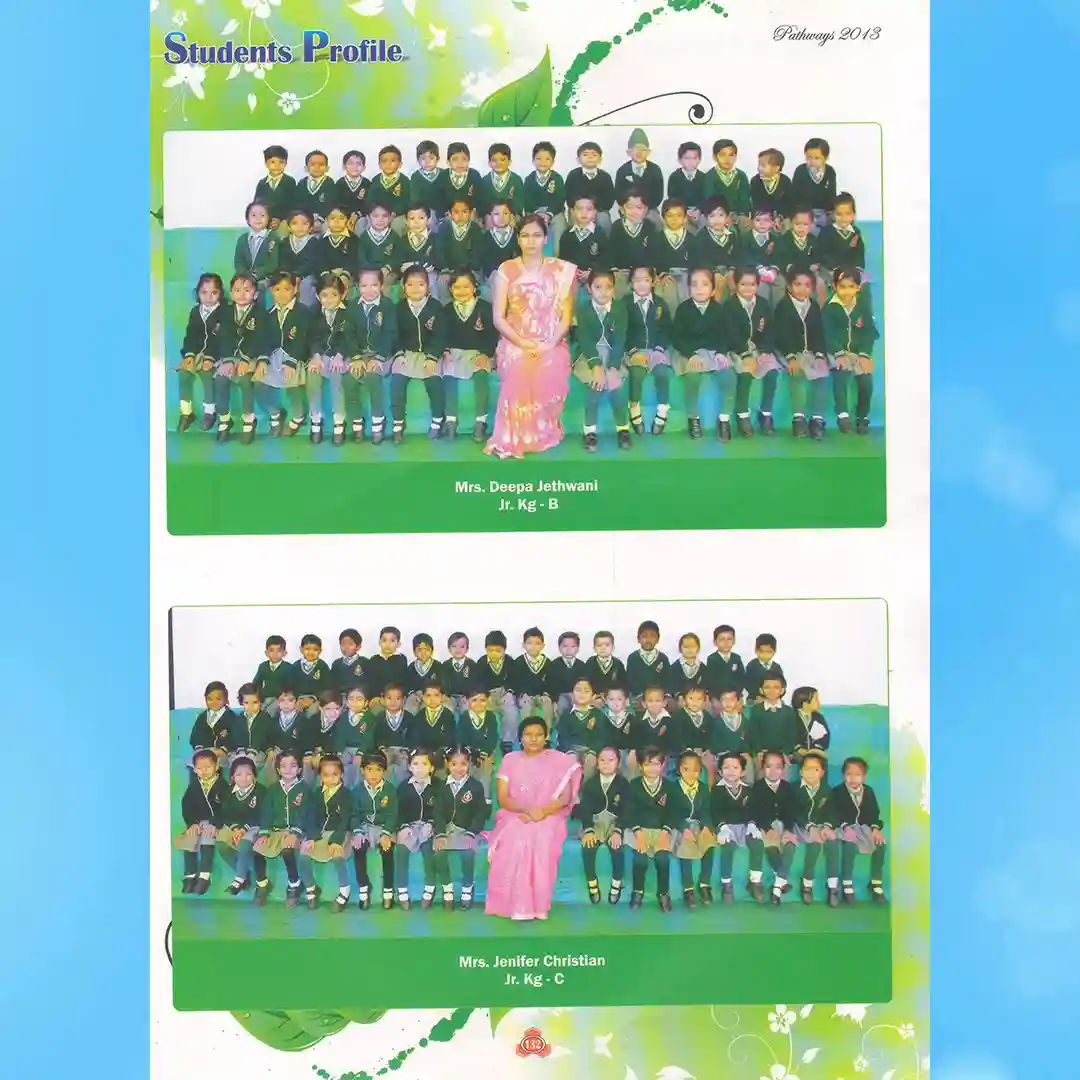 Students Profile
Pathways 2013
Mrs. Deepa Jethwani
Jr. Kg - B
Mrs. Jenifer Christian
Jr. Kg - C
132